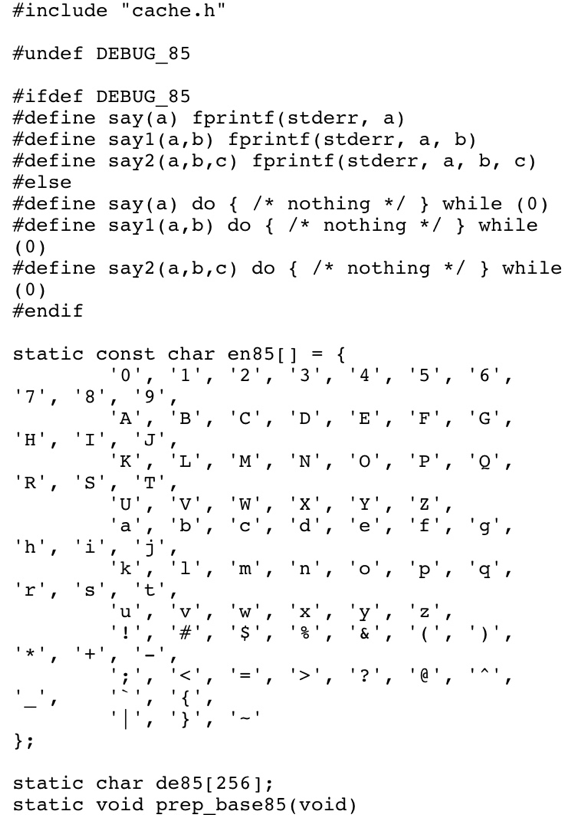 #include "cache.h"

#undef DEBUG_85

#ifdef DEBUG_85
#define say(a) fprintf(stderr, a)
#define say1(a,b) fprintf(stderr, a, b)
#define say2(a,b,c) fprintf(stderr, a, b, c)
#else
#define say(a) do { /* nothing */ } while (0)
#define say1(a,b) do { /* nothing */ } while
(0)
#define say2(a,b,c) do { /* nothing */ } while
(0)
#endif

static const char en85[] = {
        '0', '1', '2', '3', '4', '5', '6',
'7', '8', '9',
        'A', 'B', 'C', 'D', 'E', 'F', 'G',
'H', 'I', 'J',
        'K', 'L', 'M', 'N', 'O', 'P', 'Q',
'R', 'S', 'T',
        'U', 'V', 'W', 'X', 'Y', 'Z',
        'a', 'b', 'c', 'd', 'e', 'f', 'g',
'h', 'i', 'j',
        'k', 'l', 'm', 'n', 'o', 'p', 'q',
'r', 's', 't',
        'u', 'v', 'w', 'x', 'y', 'z',
        '!', '#', '$', '%', '&', '(', ')',
'*', '+', '-',
        ';', '<', '=', '>', '?', '@', '^',
'_',    '`', '{',
        '|', '}', '~'
};

static char de85[256];
static void prep_base85(void)